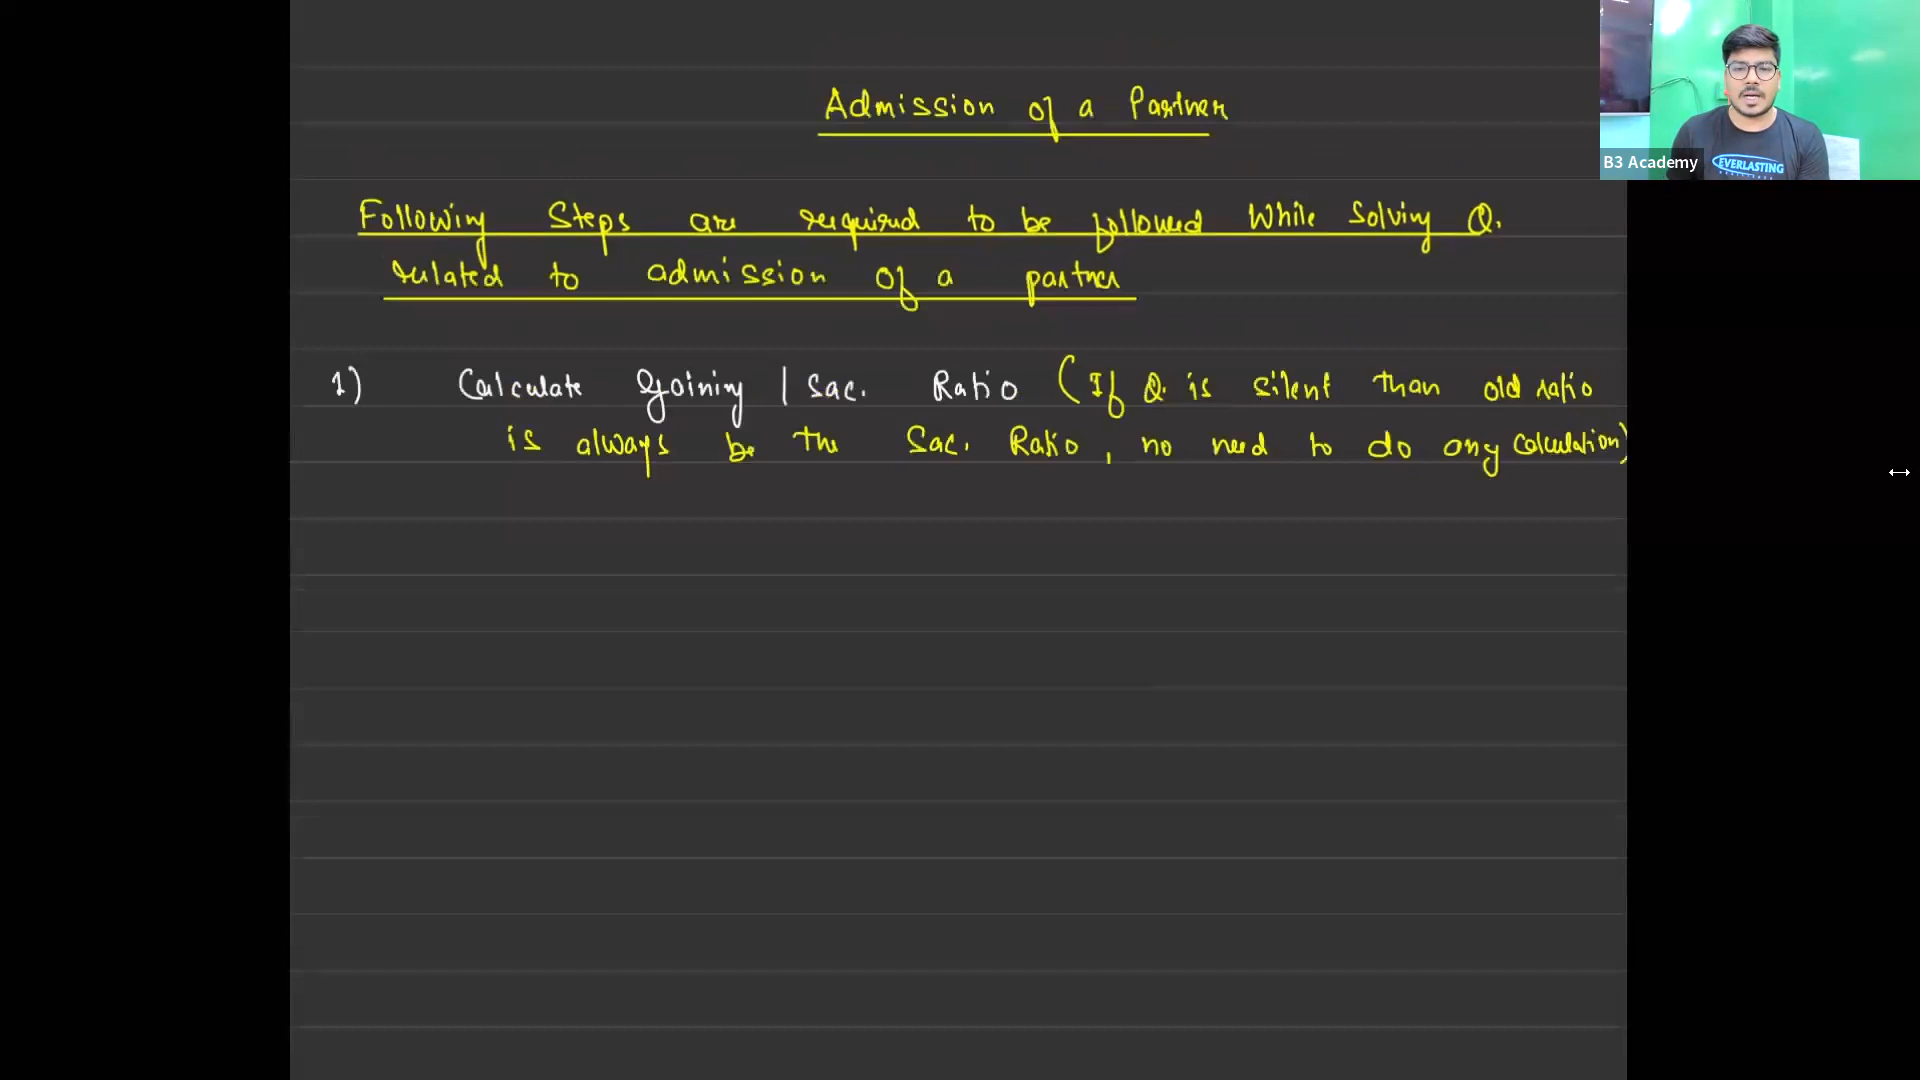 Admission of a Partner
B3 Academy
EVERLASTING
Following Steps are required to be followed While Solving Q.
related to admission of a partner
1) Calculate Gaining | Sac. Ratio (If Q. is silent than old ratio
is always be the Sac. Ratio, no need to do any calculation)